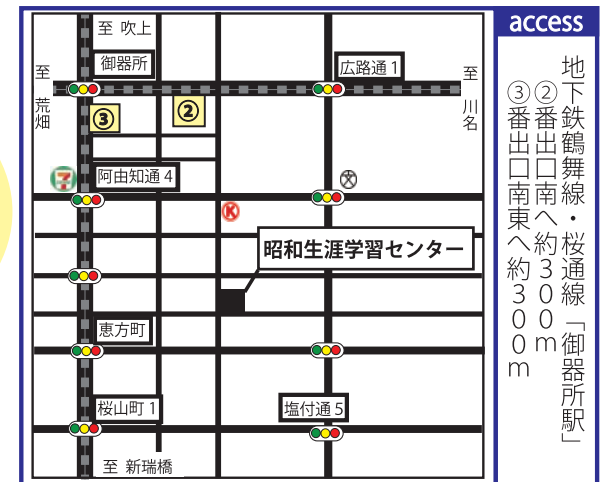 至 吹上
御器所
広路通1
至 荒畑
至 川名
③
②
7
阿由知通4
文
K
昭和生涯学習センター
恵方町
桜山町1
塩付通5
至 新瑞橋
access
地下鉄鶴舞線・桜通線「御器所駅」
②番出口南へ約300m
③番出口南東へ約300m